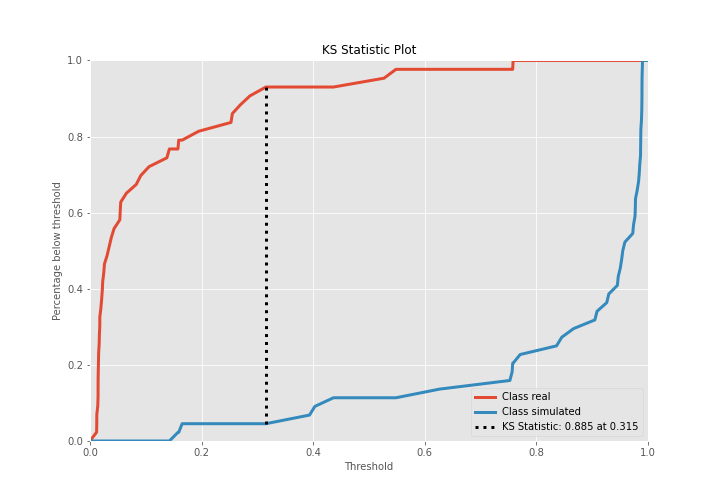 KS Statistic Plot
1.0
0.8
0.6
0.4
0.2
0.0
Percentage below threshold
0.0 0.2 0.4 0.6 0.8 1.0
Threshold
Class real
Class simulated
KS Statistic: 0.885 at 0.315